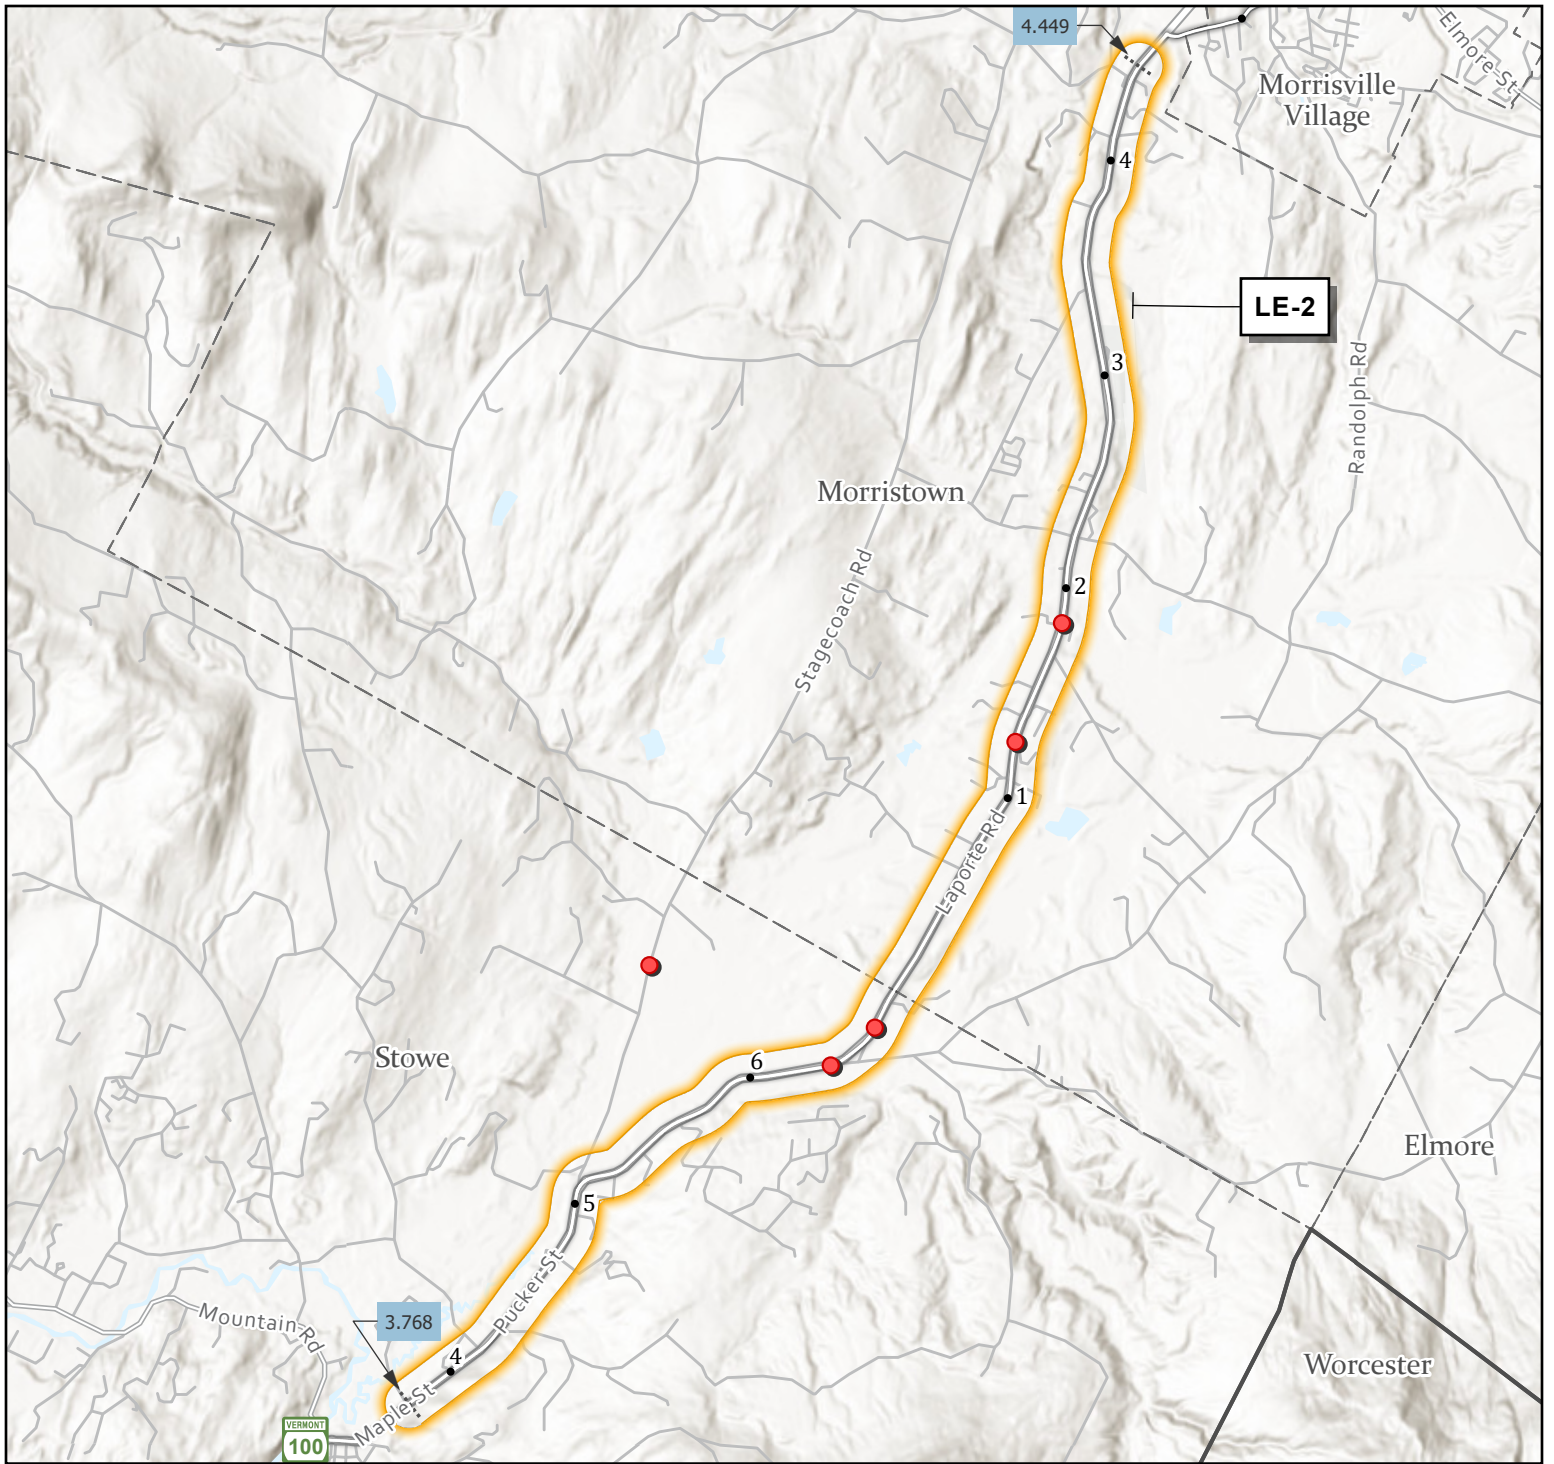 4.449
Elmore St
Morrisville
Village
4
LE-2
3
Randolph Rd
Morristown
Stagecoach Rd
2
1
Laporte Rd
Stowe
6
5
Elmore
Pucker St
Mountain Rd
3.768
4
Worcester
Maple St
VERMONT
100